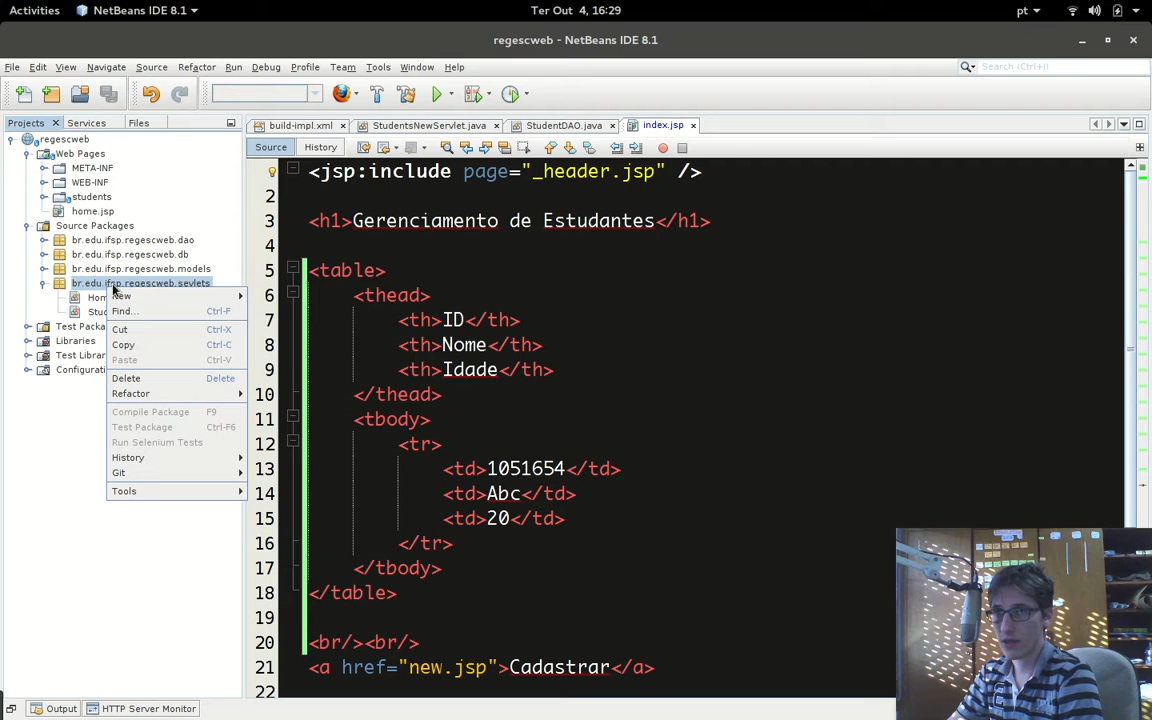 Activities NetBeans IDE 8.1 Ter Out 4, 16:29 pt
regescweb - NetBeans IDE 8.1
File Edit View Navigate Source Refactor Run Debug Profile Team Tools Window Help Search (Ctrl+I)
Projects Services Files
build-impl.xml StudentsNewServlet.java StudentDAO.java index.jsp
Source History
regescweb
Web Pages
META-INF
WEB-INF
students
home.jsp
Source Packages
br.edu.ifsp.regescweb.dao
br.edu.ifsp.regescweb.db
br.edu.ifsp.regescweb.models
br.edu.ifsp.regescweb.sevlets
Hom
Stu
Test Packa
Libraries
Test Librar
Configurati
New
Find... Ctrl-F
Cut Ctrl-X
Copy Ctrl-C
Paste Ctrl-V
Delete Delete
Refactor
Compile Package F9
Test Package Ctrl-F6
Run Selenium Tests
History
Git
Tools
<jsp:include page="_header.jsp" />
2
3 <h1>Gerenciamento de Estudantes</h1>
4
5 <table>
6 <thead>
7 <th>ID</th>
8 <th>Nome</th>
9 <th>Idade</th>
10 </thead>
11 <tbody>
12 <tr>
13 <td>1051654</td>
14 <td>Abc</td>
15 <td>20</td>
16 </tr>
17 </tbody>
18 </table>
19
20 <br/><br/>
21 <a href="new.jsp">Cadastrar</a>
22
Output HTTP Server Monitor